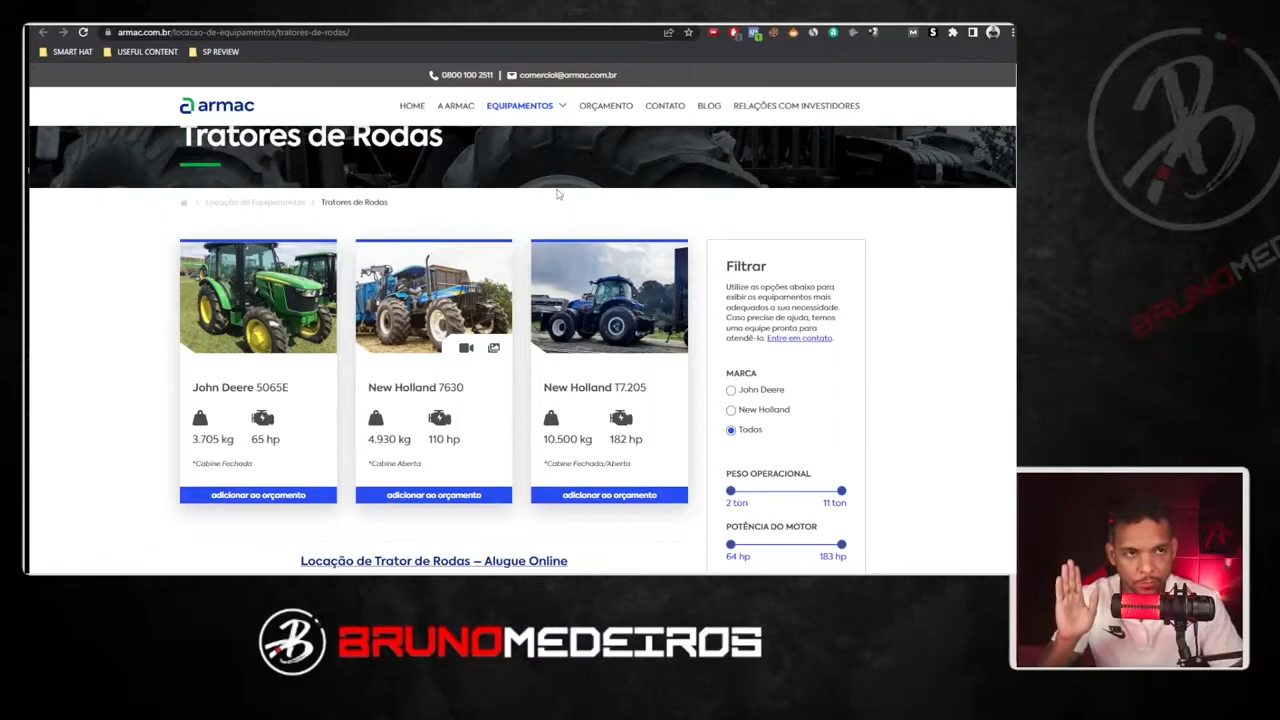 armac.com.br/locacao-de-equipamentos/tratores-de-rodas/
SMART HAT
USEFUL CONTENT
SP REVIEW
0800 100 2511 | comercial@armac.com.br
armac
HOME
A ARMAC
EQUIPAMENTOS
ORÇAMENTO
CONTATO
BLOG
RELAÇÕES COM INVESTIDORES
Tratores de Rodas
Locação de Equipamentos
Tratores de Rodas
John Deere 5065E
3.705 kg
65 hp
*Cabine Fechada
adicionar ao orçamento
New Holland 7630
4.930 kg
110 hp
*Cabine Aberta
adicionar ao orçamento
New Holland T7.205
10.500 kg
182 hp
*Cabine Fechada/Aberta
adicionar ao orçamento
Filtrar
Utilize as opções abaixo para
exibir os equipamentos mais
adequados a sua necessidade.
Caso precise de ajuda, temos
uma equipe pronta para
atendê-lo. Entre em contato.
MARCA
John Deere
New Holland
Todos
PESO OPERACIONAL
2 ton
11 ton
POTÊNCIA DO MOTOR
64 hp
183 hp
Locação de Trator de Rodas – Alugue Online
B BRUNOMEDEIROS
BRUNOME